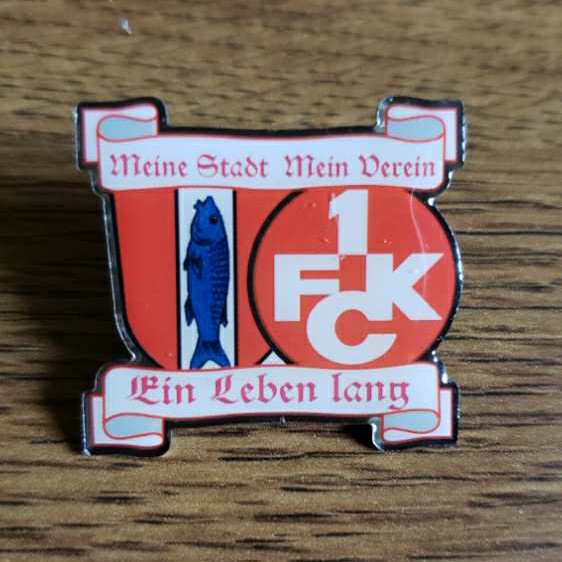 Meine Stadt Mein Verein
1
FCK
Ein Leben lang